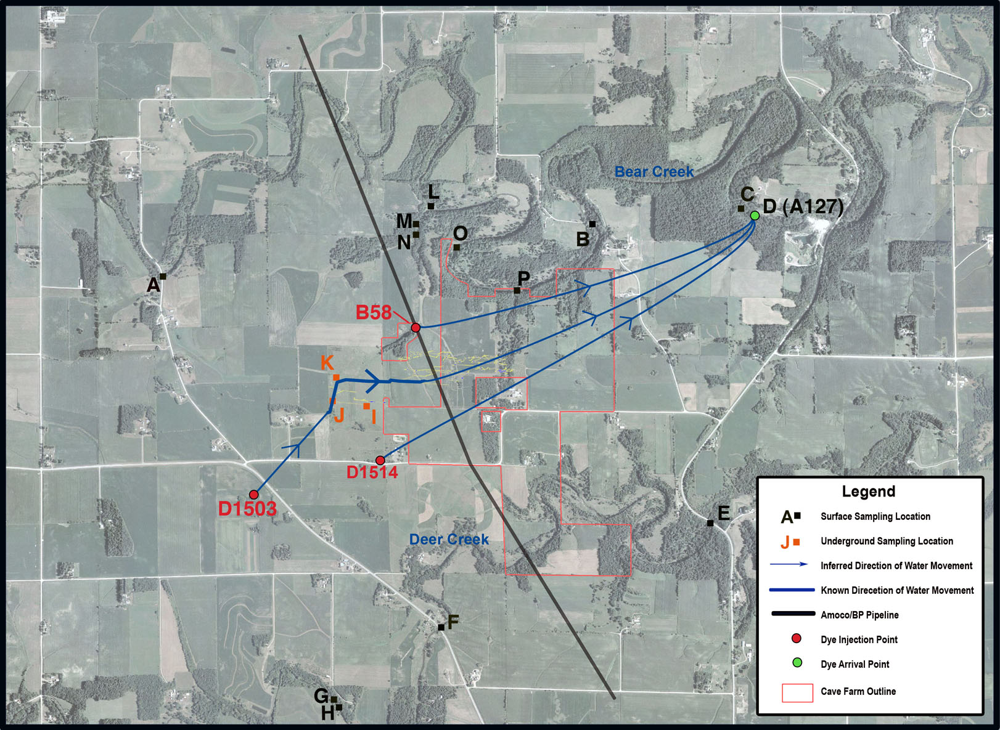 Bear Creek
C
D (A127)
L
M
N
O
B
A
P
B58
K
J
I
D1514
D1503
Deer Creek
E
F
G
H
Legend
A Surface Sampling Location
J Underground Sampling Location
Inferred Direction of Water Movement
Known Direcetion of Water Movement
Amoco/BP Pipeline
Dye Injection Point
Dye Arrival Point
Cave Farm Outline